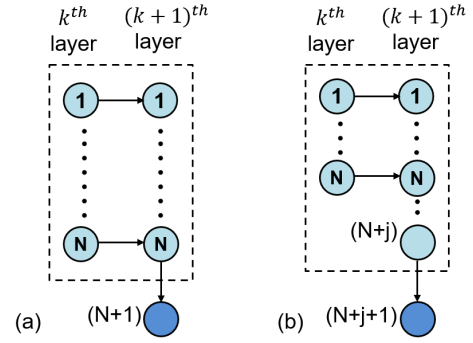 $k^{th}$ $(k+1)^{th}$
layer layer
1 1
N N
(N+1)
(a)
$k^{th}$ $(k+1)^{th}$
layer layer
1 1
N N
(N+j)
(N+j+1)
(b)